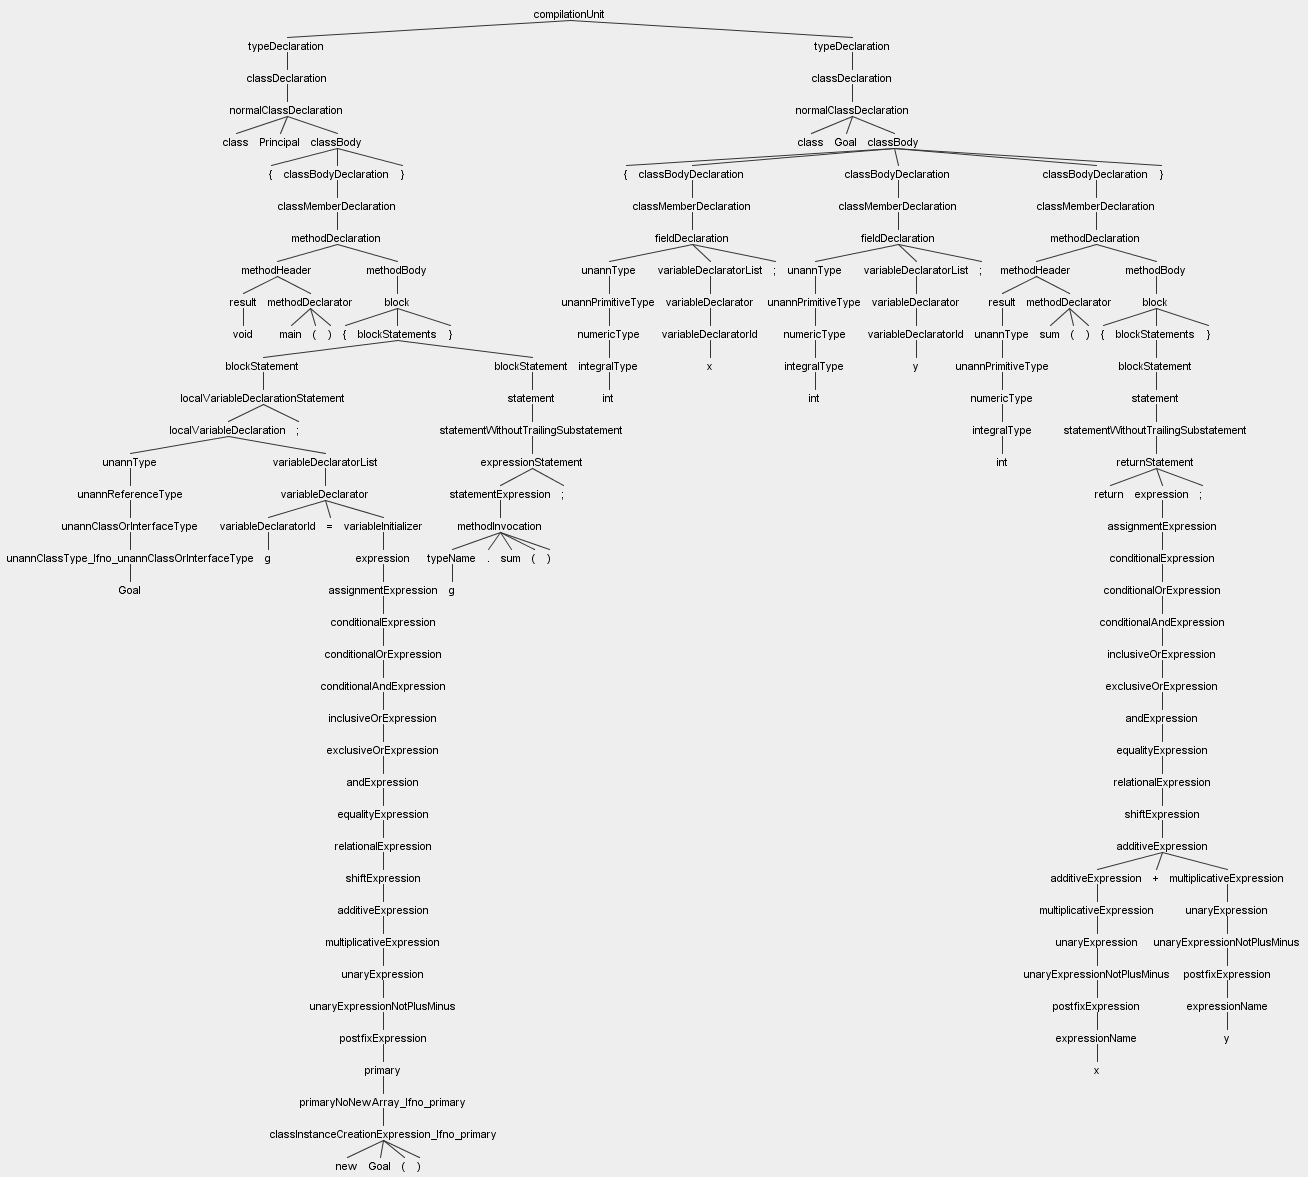 compilationUnit
typeDeclaration typeDeclaration
classDeclaration classDeclaration
normalClassDeclaration normalClassDeclaration
class Principal classBody class Goal classBody
{ classBodyDeclaration } { classBodyDeclaration classBodyDeclaration classBodyDeclaration }
classMemberDeclaration classMemberDeclaration classMemberDeclaration classMemberDeclaration
methodDeclaration fieldDeclaration fieldDeclaration methodDeclaration
methodHeader methodBody unannType variableDeclaratorList ; unannType variableDeclaratorList ; methodHeader methodBody
result methodDeclarator block unannPrimitiveType variableDeclarator unannPrimitiveType variableDeclarator result methodDeclarator block
void main ( ) { blockStatements } numericType variableDeclaratorId numericType variableDeclaratorId unannType sum ( ) { blockStatements }
blockStatement blockStatement integralType x integralType y unannPrimitiveType blockStatement
localVariableDeclarationStatement statement int int numericType statement
localVariableDeclaration ; statementWithoutTrailingSubstatement integralType statementWithoutTrailingSubstatement
unannType variableDeclaratorList expressionStatement int returnStatement
unannReferenceType variableDeclarator statementExpression ; return expression ;
unannClassOrInterfaceType variableDeclaratorId = variableInitializer methodInvocation assignmentExpression
unannClassType_lfno_unannClassOrInterfaceType g expression typeName . sum ( ) conditionalExpression
Goal assignmentExpression g conditionalOrExpression
conditionalExpression conditionalAndExpression
conditionalOrExpression inclusiveOrExpression
conditionalAndExpression exclusiveOrExpression
inclusiveOrExpression andExpression
exclusiveOrExpression equalityExpression
andExpression relationalExpression
equalityExpression shiftExpression
relationalExpression additiveExpression
shiftExpression additiveExpression + multiplicativeExpression
additiveExpression multiplicativeExpression unaryExpression
multiplicativeExpression unaryExpression unaryExpressionNotPlusMinus
unaryExpression unaryExpressionNotPlusMinus postfixExpression
unaryExpressionNotPlusMinus postfixExpression expressionName
postfixExpression expressionName y
primary x
primaryNoNewArray_lfno_primary
classInstanceCreationExpression_lfno_primary
new Goal ( )